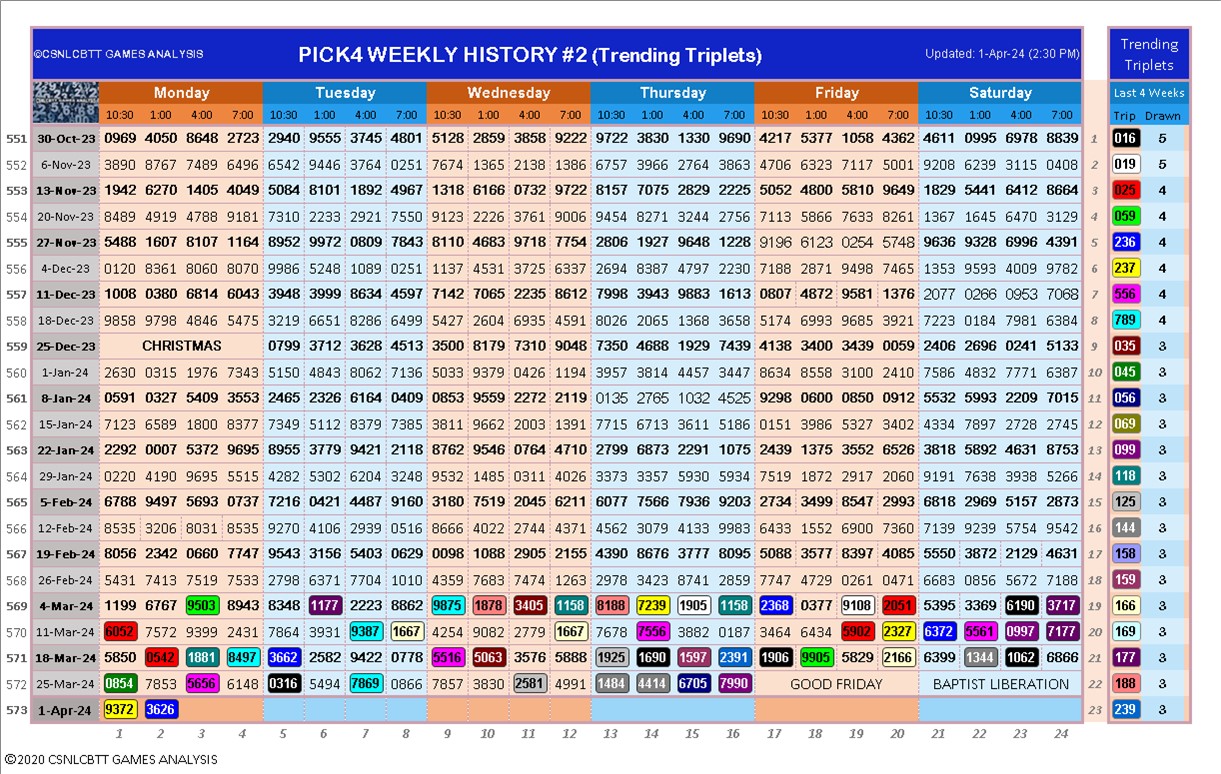 ©CSNLCBTT GAMES ANALYSIS PICK4 WEEKLY HISTORY #2 (Trending Triplets) Updated: 1-Apr-24 (2:30 PM) Trending Triplets
Monday Tuesday Wednesday Thursday Friday Saturday Last 4 Weeks
10:30 1:00 4:00 7:00 10:30 1:00 4:00 7:00 10:30 1:00 4:00 7:00 10:30 1:00 4:00 7:00 10:30 1:00 4:00 7:00 10:30 1:00 4:00 7:00 Trip Drawn
551 30-Oct-23 0969 4050 8648 2723 2940 9555 3745 4801 5128 2859 3858 9222 9722 3830 1330 9690 4217 5377 1058 4362 4611 0995 6978 8839 1 016 5
552 6-Nov-23 3890 8767 7489 6496 6542 9446 3764 0251 7674 1365 2138 1386 6757 3966 2764 3863 4706 6323 7117 5001 9208 6239 3115 0408 2 019 5
553 13-Nov-23 1942 6270 1405 4049 5084 8101 1892 4967 1318 6166 0732 9722 8157 7075 2829 2225 5052 4800 5810 9649 1829 5441 6412 8664 3 025 4
554 20-Nov-23 8489 4919 4788 9181 7310 2233 2921 7550 9123 2226 3761 9006 9454 8271 3244 2756 7113 5866 7633 8261 1367 1645 6470 3129 4 059 4
555 27-Nov-23 5488 1607 8107 1164 8952 9972 0809 7843 8110 4683 9718 7754 2806 1927 9648 1228 9196 6123 0254 5748 9636 9328 6996 4391 5 236 4
556 4-Dec-23 0120 8361 8060 8070 9986 5248 1089 0251 1137 4531 3725 6337 2694 8387 4797 2230 7188 2871 9498 7465 1353 9593 4009 9782 6 237 4
557 11-Dec-23 1008 0380 6814 6043 3948 3999 8634 4597 7142 7065 2235 8612 7998 3943 9883 1613 0807 4872 9581 1376 2077 0266 0953 7068 7 556 4
558 18-Dec-23 9858 9798 4846 5475 3219 6651 8286 6499 5427 2604 6935 4591 8026 2065 1368 3658 5174 6993 9685 3921 7223 0184 7981 6384 8 789 4
559 25-Dec-23 CHRISTMAS 0799 3712 3628 4513 3500 8179 7310 9048 7350 4688 1929 7439 4138 3400 3439 0059 2406 2696 0241 5133 9 035 3
560 1-Jan-24 2630 0315 1976 7343 5150 4843 8062 7136 5033 9379 0426 1194 3957 3814 4457 3447 8634 8558 3100 2410 7586 4832 7771 6387 10 045 3
561 8-Jan-24 0591 0327 5409 3553 2465 2326 6164 0409 0853 9559 2272 2119 0135 2765 1032 4525 9298 0600 0850 0912 5532 5993 2209 7015 11 056 3
562 15-Jan-24 7123 6589 1800 8377 7349 5112 8379 7385 3811 9662 2003 1391 7715 6713 3611 5186 0151 3986 5327 3402 4334 7897 2728 2745 12 069 3
563 22-Jan-24 2292 0007 5372 9695 8955 3779 9421 2118 8762 9546 0764 4710 2799 6873 2291 1075 2439 1375 3552 6526 3818 5892 4631 8753 13 099 3
564 29-Jan-24 0220 4190 9695 5515 4282 5302 6204 3249 9532 1485 0311 4026 3373 3357 5930 5934 7519 1872 2917 2060 9191 7638 3938 5266 14 118 3
565 5-Feb-24 6788 9497 5693 0737 7216 0421 4487 9160 3180 7519 2045 6211 6077 7566 7936 9203 2734 3499 8547 2993 6818 2969 5157 2873 15 125 3
566 12-Feb-24 8535 3206 8031 8535 9270 4106 2939 0516 8666 4022 2744 4371 4562 3079 4133 9983 6433 1552 6900 7360 7139 9239 5754 9542 16 144 3
567 19-Feb-24 8056 2342 0660 7747 9543 3156 5403 0629 0098 1088 2905 2155 4390 8676 3777 8095 5088 3577 8397 4085 5550 3872 2129 4631 17 158 3
568 26-Feb-24 5431 7413 7519 7533 2798 6371 7704 1010 4359 7683 7474 1263 2978 3423 8741 2859 7747 4729 0261 0471 6683 0856 5672 7188 18 159 3
569 4-Mar-24 1199 6767 9503 8943 8348 1177 2223 8862 9875 1878 3405 1158 8188 7239 1905 1158 2368 0377 9108 2051 5395 3369 6190 3717 19 166 3
570 11-Mar-24 6052 7572 9399 2431 7864 3931 9387 1667 4254 9082 2779 1667 7678 7556 3882 0187 3464 6434 5902 2327 6372 5561 0997 7177 20 169 3
571 18-Mar-24 5850 0542 1881 8497 3662 2582 9422 0778 5516 5063 3576 5888 1925 1690 1597 2391 1906 9905 5829 2166 6399 1344 1062 6866 21 177 3
572 25-Mar-24 0854 7853 5656 6148 0316 5494 7869 0866 7857 3830 2581 4991 1484 4414 6705 7990 GOOD FRIDAY BAPTIST LIBERATION 22 188 3
573 1-Apr-24 9372 3626 23 239 3
1 2 3 4 5 6 7 8 9 10 11 12 13 14 15 16 17 18 19 20 21 22 23 24
©2020 CSNLCBTT GAMES ANALYSIS